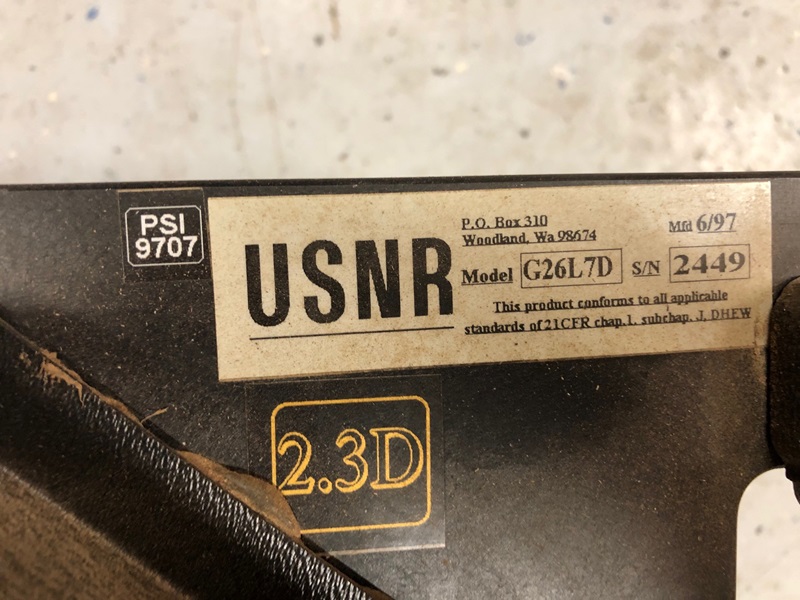 PSI
9707
USNR
P.O. Box 310
Woodland, Wa 98674
Mfd 6/97
Model G26L7D S/N 2449
This product conforms to all applicable
standards of 21CFR chap.1, subchap. J, DHEW
2.3D